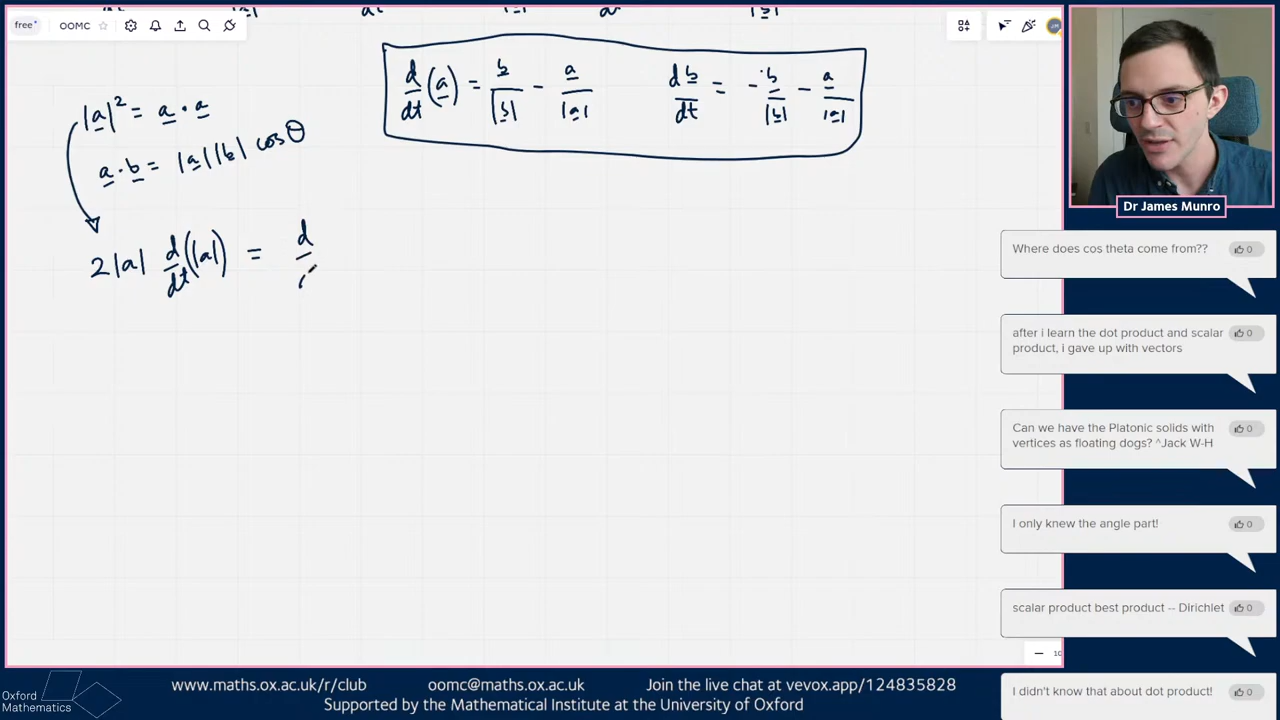 free
OOMC
d/dt (a) = b/|b| - a/|a|
db/dt = - b/|b| - a/|a|
|a|² = a · a
a · b = |a||b| cos θ
2|a| d/dt (|a|) = d
Dr James Munro
Where does cos theta come from?? 0
after i learn the dot product and scalar 0
product, i gave up with vectors
Can we have the Platonic solids with 0
vertices as floating dogs? ^Jack W-H
I only knew the angle part! 0
scalar product best product -- Dirichlet 0
I didn't know that about dot product! 0
10
Oxford
Mathematics
www.maths.ox.ac.uk/r/club oomc@maths.ox.ac.uk Join the live chat at vevox.app/124835828
Supported by the Mathematical Institute at the University of Oxford